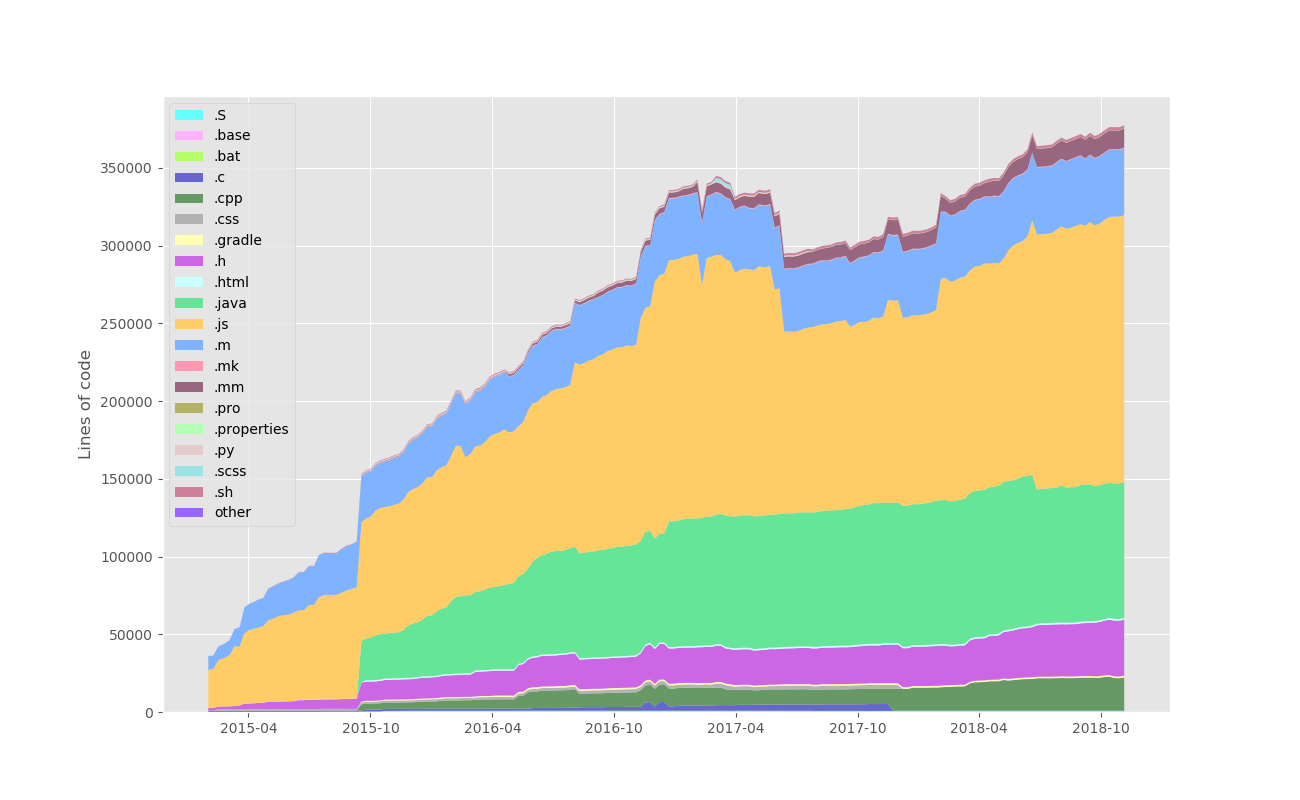 .S
.base
.bat
.c
.cpp
.css
.gradle
.h
.html
.java
.js
.m
.mk
.mm
.pro
.properties
.py
.scss
.sh
other
Lines of code
350000
300000
250000
200000
150000
100000
50000
0
2015-04
2015-10
2016-04
2016-10
2017-04
2017-10
2018-04
2018-10